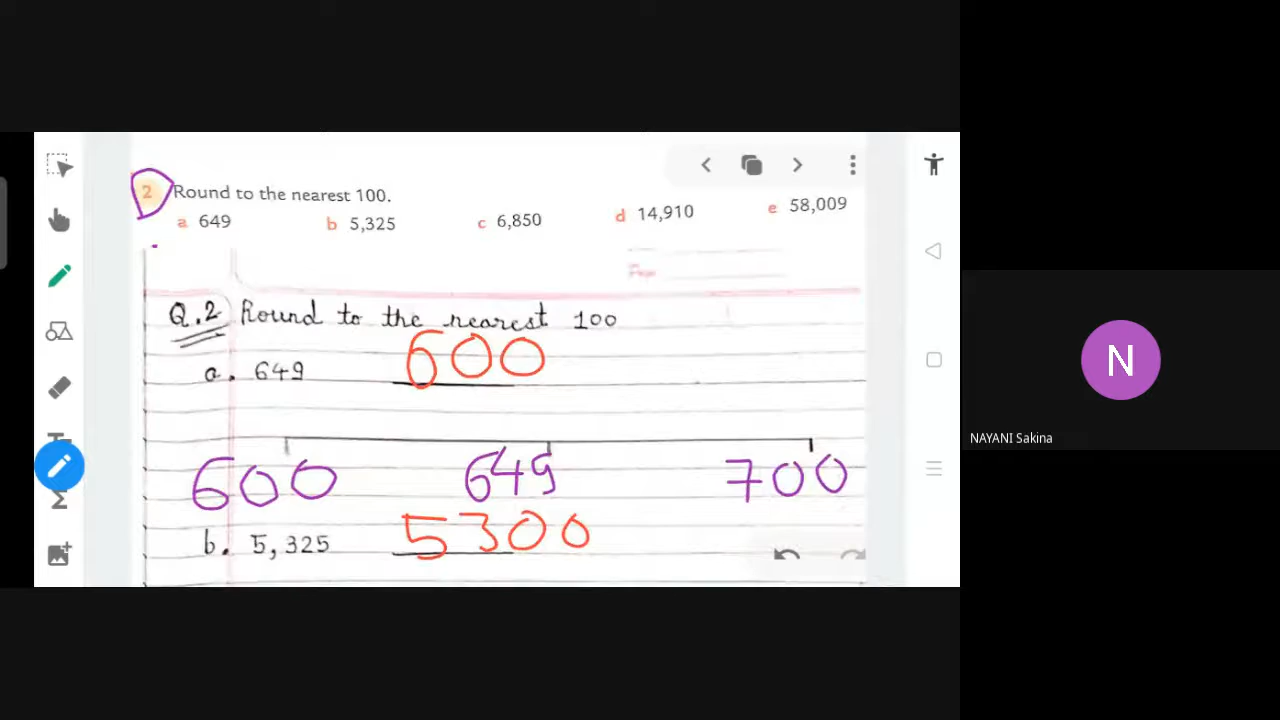 2 Round to the nearest 100.
a 649 b 5,325 c 6,850 d 14,910 e 58,009
Q.2 Round to the nearest 100
a. 649 600
600 649 700
b. 5,325 5300
N
NAYANI Sakina